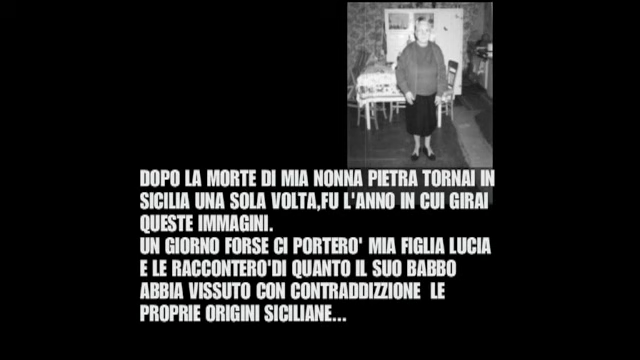 DOPO LA MORTE DI MIA NONNA PIETRA TORNAI IN
SICILIA UNA SOLA VOLTA,FU L'ANNO IN CUI GIRAI
QUESTE IMMAGINI.
UN GIORNO FORSE CI PORTERO' MIA FIGLIA LUCIA
E LE RACCONTERO'DI QUANTO IL SUO BABBO
ABBIA VISSUTO CON CONTRADDIZZIONE LE
PROPRIE ORIGINI SICILIANE...